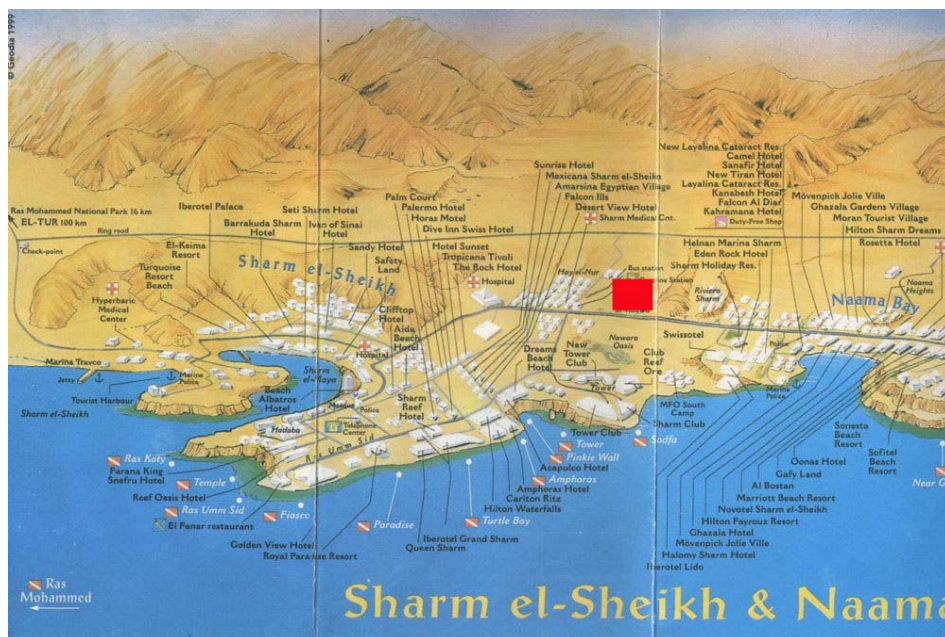 © Geodia 1999
New Layalina Cataract Res.
Camel Hotel
Sanafir Hotel
New Tiran Hotel
Layalina Cataract Res.
Kanabesh Hotel
Falcon Al Diar
Kahramana Hotel
Duty-Free Shop
Sunrise Hotel
Mexicana Sharm el-Sheikh
Amarsina Egyptian Village
Falcon Ills
Desert View Hotel
Sharm Medical Cnt.
Mövenpick Jolie Ville
Ghazala Gardens Village
Moran Tourist Village
Hilton Sharm Dreams
Rosetta Hotel
Ras Mohammed National Park 16 km
EL-TUR 100 km
Ring road
Check-point
Iberotel Palace
Barrakuda Sharm
Hotel
Seti Sharm Hotel
Ivan of Sinai
Hotel
Palm Court
Palermo Hotel
Horas Motel
Dive Inn Swiss Hotel
Hotel Sunset
Tropicana Tivoli
The Rock Hotel
Hospital
Sandy Hotel
Safety
Land
El-Keima
Resort
Turquoise
Resort
Beach
Hyperbaric
Medical
Center
Sharm el-Sheikh
Clifftop
Hotel
Aida
Beach
Hotel
Hospital
Hay el-Nur
Bus station
Helnan Marina Sharm
Eden Rock Hotel
Sharm Holiday Res.
Riviera
Sharm
Naama
Heights
Naama Bay
Swissotel
Nawara
Oasis
Police
Marina Travco
Jetty
Marine
Police
Tourist Harbour
Sharm el-Sheikh
Sharm
el-Maya
Beach
Albatros
Hotel
Mosque
Police
Telephone
Center
Hadaba
Ras Umm Sid
Sharm
Reef
Hotel
Dreams
Beach
Hotel
New
Tower
Club
Club
Reef
Oro
Tower
MFO South
Camp
Sharm Club
Marine
Police
Tower Club
Sodfa
Tower
Pinkie Wall
Acapulco Hotel
Amphoras
Amphoras Hotel
Carlton Ritz
Hilton Waterfalls
Sonesta
Beach
Resort
Sofitel
Beach
Resort
Ras Katy
Farana King
Snefru Hotel
Temple
Reef Oasis Hotel
Ras Umm Sid
El Fanar restaurant
Fiasco
Paradise
Turtle Bay
Golden View Hotel
Royal Paradise Resort
Iberotel Grand Sharm
Queen Sharm
Oonas Hotel
Gafy Land
Al Bostan
Marriott Beach Resort
Novotel Sharm el-Sheikh
Hilton Fayrouz Resort
Ghazala Hotel
Mövenpick Jolie Ville
Halomy Sharm Hotel
Iberotel Lido
Near G
Ras
Mohammed
Sharm el-Sheikh & Naama